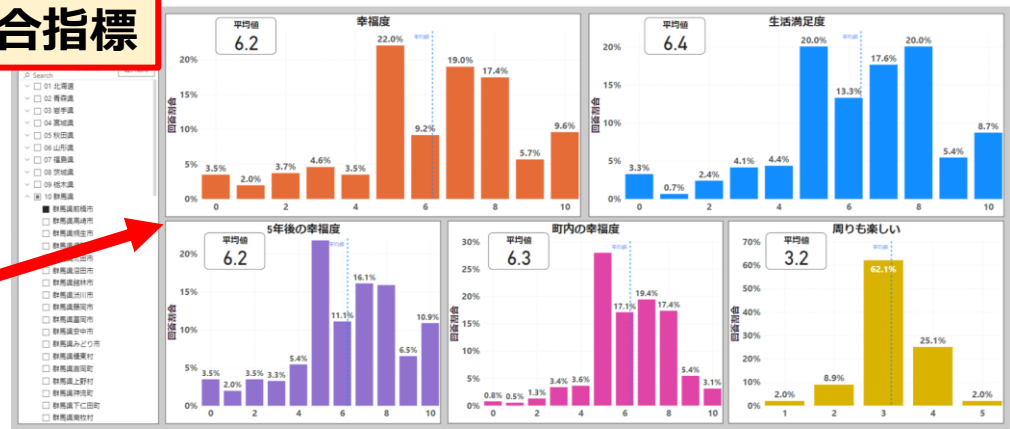 合指標
Search
01 北海道
02 青森県
03 岩手県
04 宮城県
05 秋田県
06 山形県
07 福島県
08 茨城県
09 栃木県
10 群馬県
群馬県前橋市
群馬県高崎市
群馬県桐生市
群馬県沼田市
群馬県館林市
群馬県渋川市
群馬県藤岡市
群馬県富岡市
群馬県安中市
群馬県みどり市
群馬県榛東村
群馬県吉岡町
群馬県上野村
群馬県神流町
群馬県下仁田町
群馬県南牧村
幸福度
平均値
6.2
平均値
回答割合
20%
15%
10%
5%
0%
3.5%
2.0%
3.7%
4.6%
3.5%
22.0%
9.2%
19.0%
17.4%
5.7%
9.6%
0 2 4 6 8 10
生活満足度
平均値
6.4
平均値
回答割合
20%
15%
10%
5%
0%
3.3%
0.7%
2.4%
4.1%
4.4%
20.0%
13.3%
17.6%
20.0%
5.4%
8.7%
0 2 4 6 8 10
5年後の幸福度
平均値
6.2
平均値
20%
15%
10%
5%
0%
3.5%
2.0%
3.5%
3.3%
5.4%
11.1%
16.1%
6.5%
10.9%
0 2 4 6 8 10
町内の幸福度
平均値
6.3
平均値
回答割合
30%
25%
20%
15%
10%
5%
0%
0.8%
0.5%
1.3%
3.4%
3.6%
17.1%
19.4%
17.4%
5.4%
3.1%
0 2 4 6 8 10
周りも楽しい
平均値
3.2
平均値
回答割合
70%
60%
50%
40%
30%
20%
10%
0%
2.0%
8.9%
62.1%
25.1%
2.0%
1 2 3 4 5